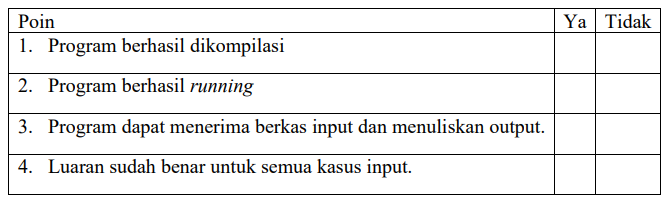 Poin Ya Tidak
1. Program berhasil dikompilasi
2. Program berhasil running
3. Program dapat menerima berkas input dan menuliskan output.
4. Luaran sudah benar untuk semua kasus input.